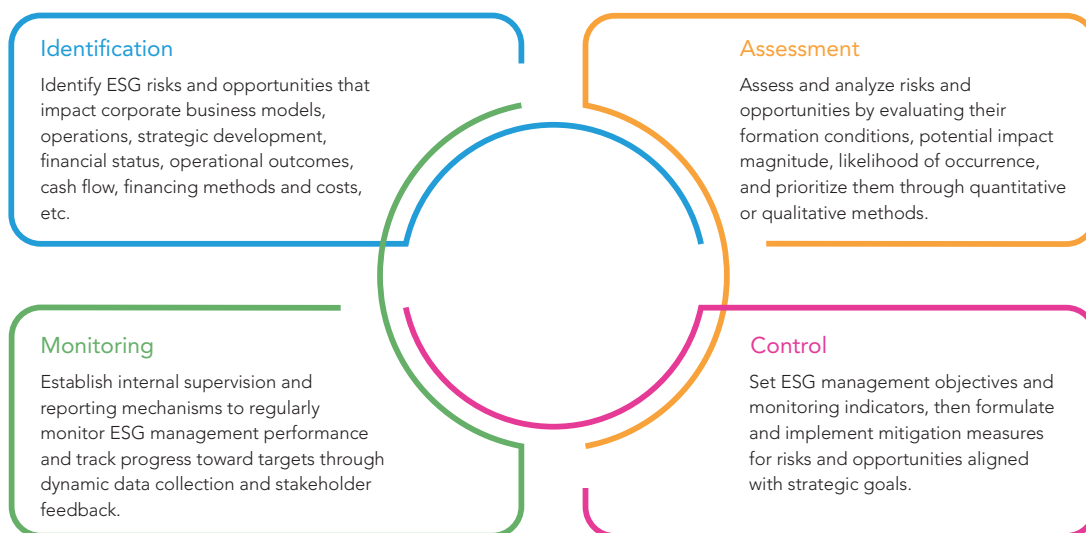 Identification
Identify ESG risks and opportunities that
impact corporate business models,
operations, strategic development,
financial status, operational outcomes,
cash flow, financing methods and costs,
etc.
Assessment
Assess and analyze risks and
opportunities by evaluating their
formation conditions, potential impact
magnitude, likelihood of occurrence,
and prioritize them through quantitative
or qualitative methods.
Monitoring
Establish internal supervision and
reporting mechanisms to regularly
monitor ESG management performance
and track progress toward targets through
dynamic data collection and stakeholder
feedback.
Control
Set ESG management objectives and
monitoring indicators, then formulate
and implement mitigation measures
for risks and opportunities aligned
with strategic goals.